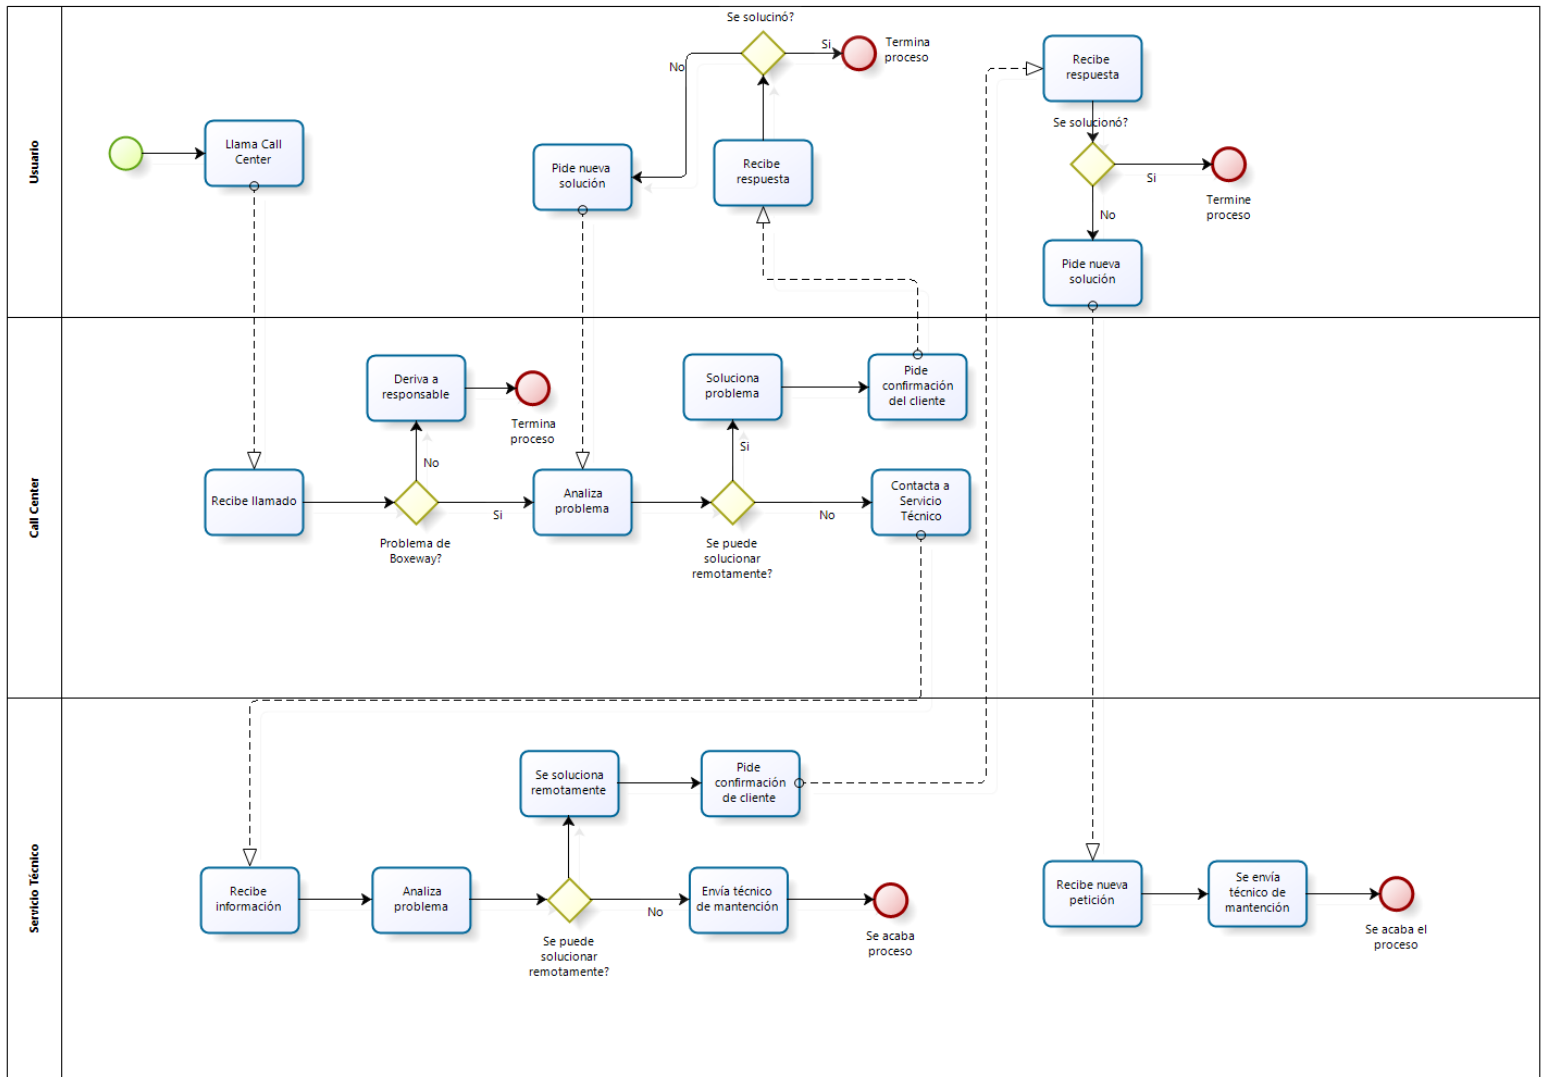 Usuario
Llama Call
Center
Se solucinó?
Si
Termina
proceso
No
Pide nueva
solución
Recibe
respuesta
Recibe
respuesta
Se solucionó?
Si
Termine
proceso
No
Pide nueva
solución
Call Center
Recibe llamado
Deriva a
responsable
Termina
proceso
No
Si
Problema de
Boxeway?
Analiza
problema
Soluciona
problema
Si
No
Se puede
solucionar
remotamente?
Pide
confirmación
del cliente
Contacta a
Servicio
Técnico
Servicio Técnico
Recibe
información
Analiza
problema
Se soluciona
remotamente
Pide
confirmación
de cliente
No
Se puede
solucionar
remotamente?
Envía técnico
de mantención
Se acaba
proceso
Recibe nueva
petición
Se envía
técnico de
mantención
Se acaba el
proceso